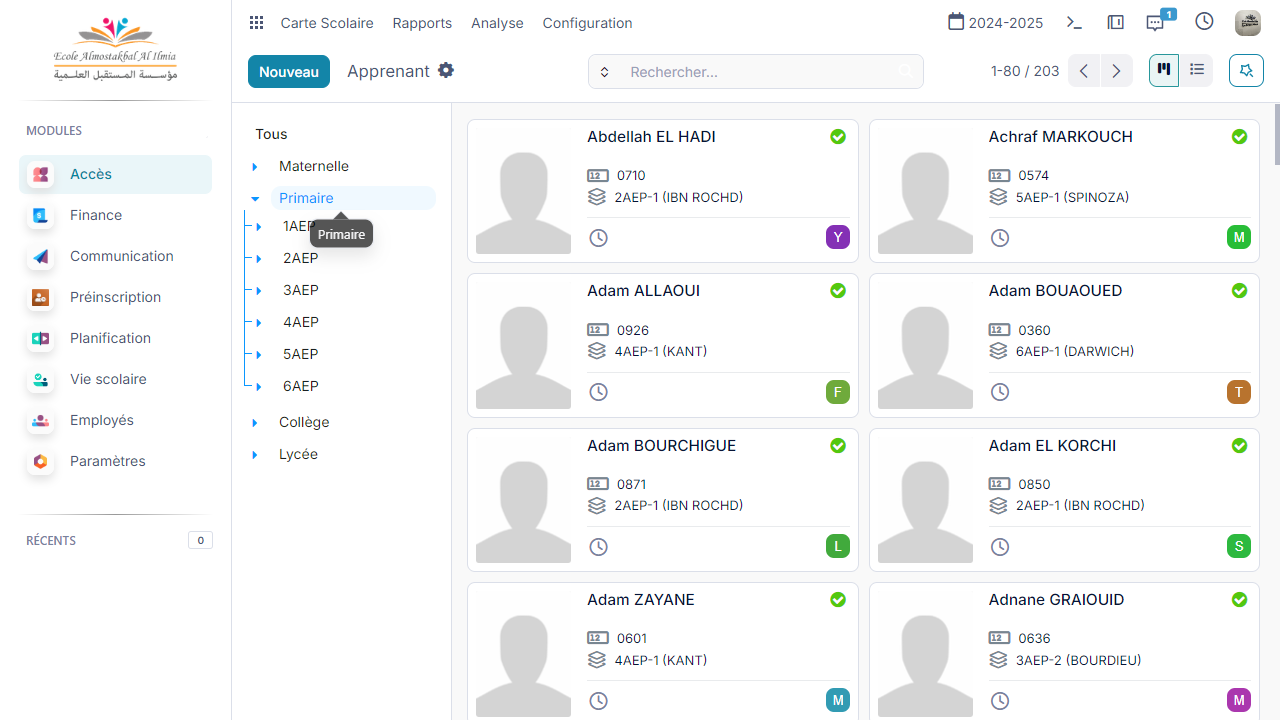 Ecole Almostakbal Al Ilmia
مؤسسة المستقبل العلمية
MODULES
Accès
Finance
Communication
Préinscription
Planification
Vie scolaire
Employés
Paramètres
RÉCENTS 0
Carte Scolaire Rapports Analyse Configuration
2024-2025
1
Nouveau Apprenant
Rechercher...
1-80 / 203
Tous
Maternelle
Primaire
Primaire
1AEP
2AEP
3AEP
4AEP
5AEP
6AEP
Collège
Lycée
Abdellah EL HADI
12 0710
2AEP-1 (IBN ROCHD)
Y
Achraf MARKOUCH
12 0574
5AEP-1 (SPINOZA)
M
Adam ALLAOUI
12 0926
4AEP-1 (KANT)
F
Adam BOUAOUED
12 0360
6AEP-1 (DARWICH)
T
Adam BOURCHIGUE
12 0871
2AEP-1 (IBN ROCHD)
L
Adam EL KORCHI
12 0850
2AEP-1 (IBN ROCHD)
S
Adam ZAYANE
12 0601
4AEP-1 (KANT)
M
Adnane GRAIOUID
12 0636
3AEP-2 (BOURDIEU)
M